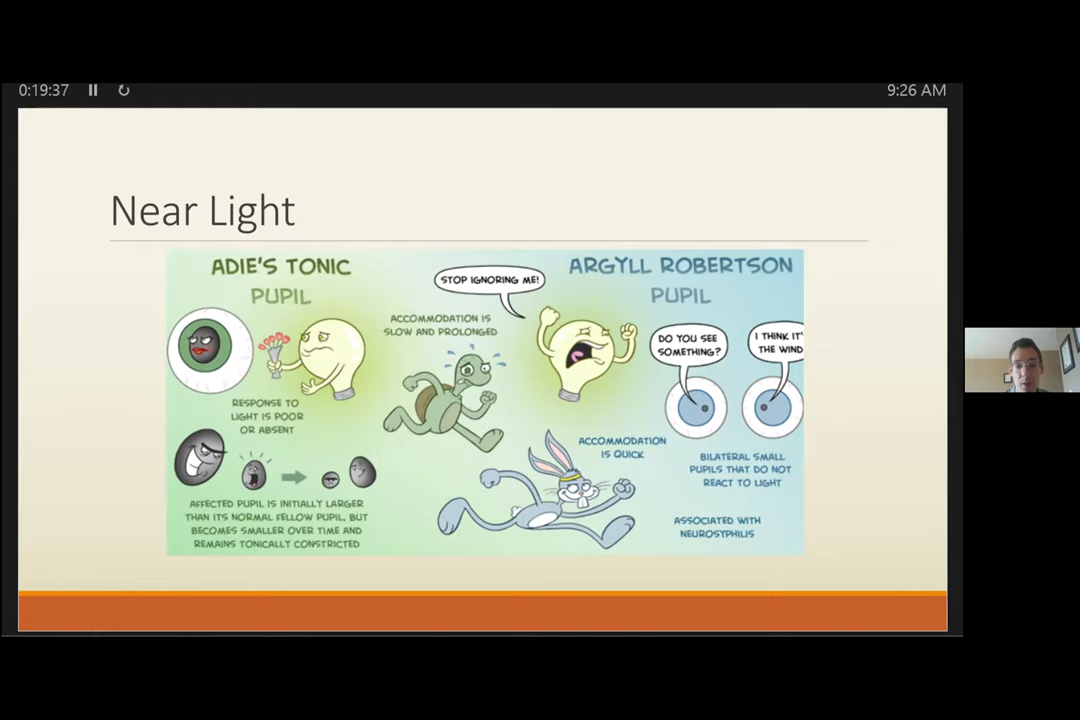 0:19:37
9:26 AM
Near Light
ADIE'S TONIC
PUPIL
RESPONSE TO
LIGHT IS POOR
OR ABSENT
AFFECTED PUPIL IS INITIALLY LARGER
THAN ITS NORMAL FELLOW PUPIL, BUT
BECOMES SMALLER OVER TIME AND
REMAINS TONICALLY CONSTRICTED
ACCOMMODATION IS
SLOW AND PROLONGED
STOP IGNORING ME!
ARGYLL ROBERTSON
PUPIL
DO YOU SEE
SOMETHING?
I THINK IT'
THE WIND
ACCOMMODATION
IS QUICK
BILATERAL SMALL
PUPILS THAT DO NOT
REACT TO LIGHT
ASSOCIATED WITH
NEUROSYPHILIS